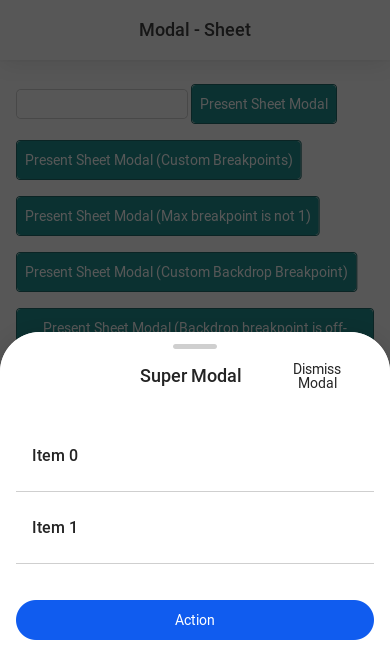 Modal - Sheet
Present Sheet Modal
Present Sheet Modal (Custom Breakpoints)
Present Sheet Modal (Max breakpoint is not 1)
Present Sheet Modal (Custom Backdrop Breakpoint)
Present Sheet Modal (Backdrop breakpoint is off-
Super Modal
Dismiss
Modal
Item 0
Item 1
Action